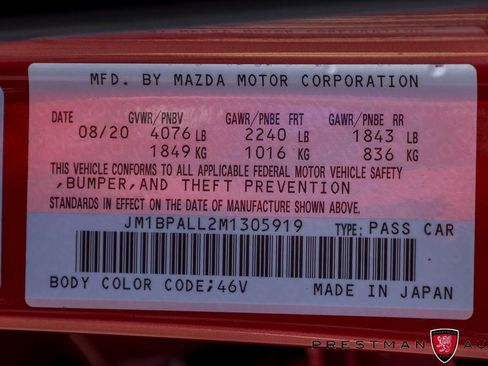 MFD. BY MAZDA MOTOR CORPORATION
DATE GVWR/PNBV GAWR/PNBE FRT GAWR/PNBE RR
08/20 4076 LB 2240 LB 1843 LB
1849 KG 1016 KG 836 KG
THIS VEHICLE CONFORMS TO ALL APPLICABLE FEDERAL MOTOR VEHICLE SAFETY
,BUMPER,AND THEFT PREVENTION
STANDARDS IN EFFECT ON THE DATE OF MANUFACTURE SHOWN ABOVE.
JM1BPALL2M1305919 TYPE: PASS CAR
BODY COLOR CODE;46V MADE IN JAPAN
PRESTMAN AU